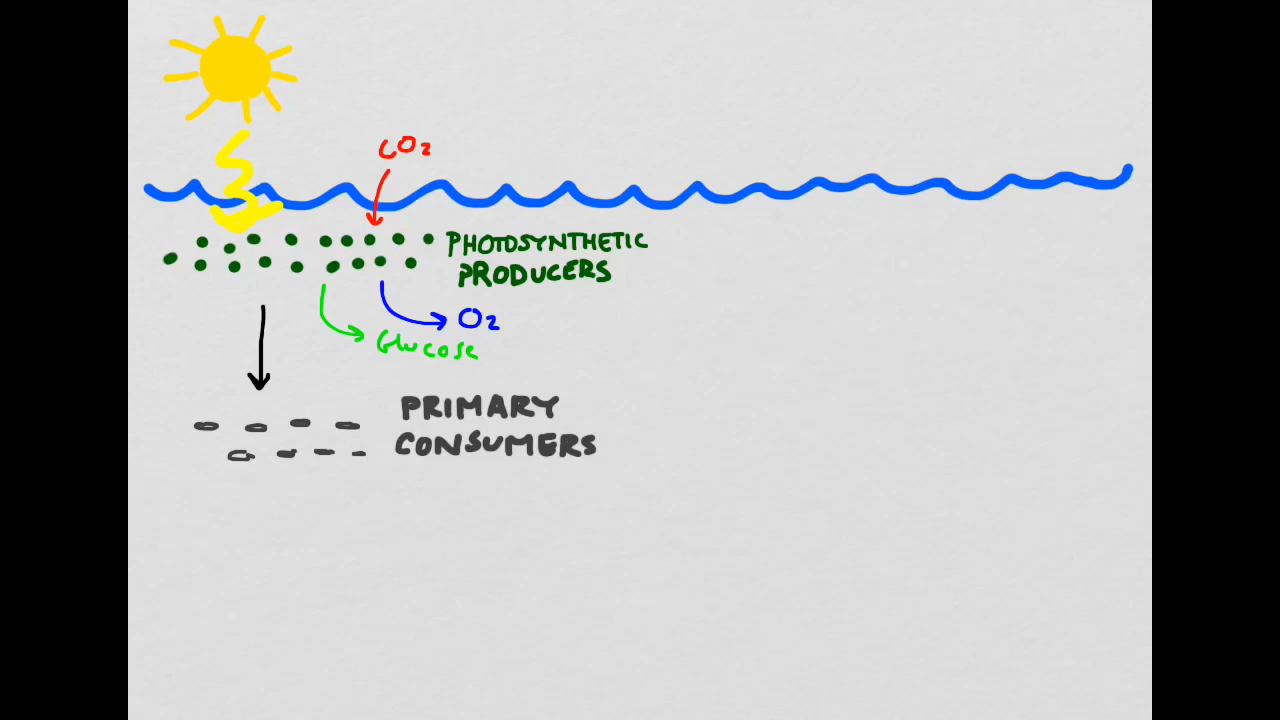 CO₂
PHOTOSYNTHETIC
PRODUCERS
O₂
Glucose
PRIMARY
CONSUMERS